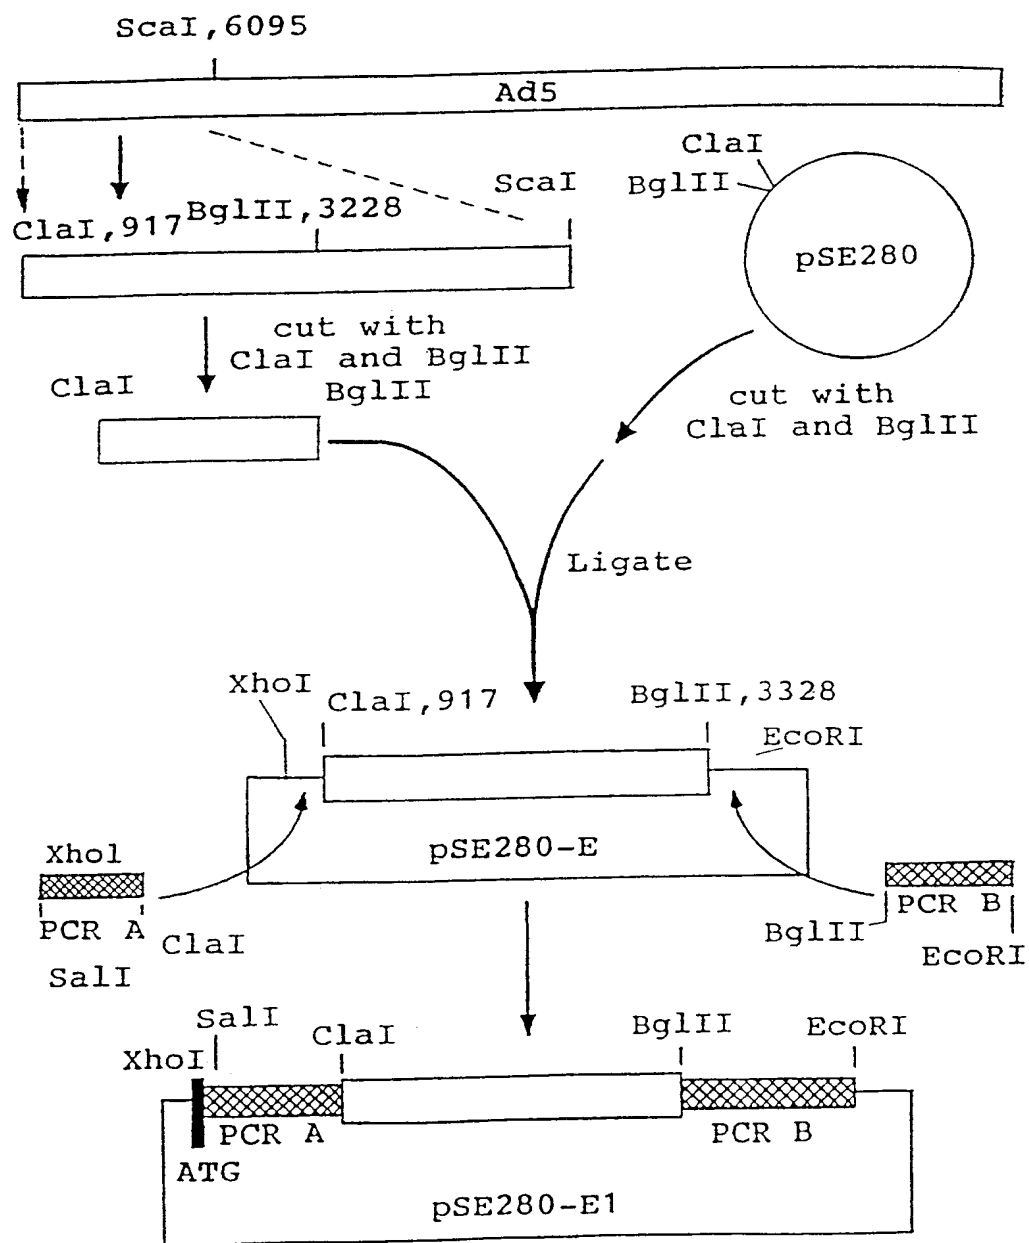 ScaI,6095
Ad5
ClaI
BglII
ScaI
ClaI,917
BglII,3228
pSE280
cut with
ClaI and BglII
ClaI
BglII
cut with
ClaI and BglII
Ligate
XhoI
ClaI,917
BglII,3328
EcoRI
pSE280-E
Xhol
PCR A
ClaI
SalI
PCR B
BglII
EcoRI
SalI
ClaI
BglII
EcoRI
XhoI
PCR A
PCR B
ATG
pSE280-E1